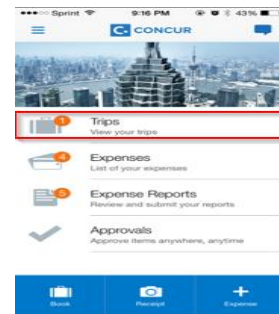 Sprint 9:16 PM 43%
CONCUR
1
Trips
View your trips
4
Expenses
List of your expenses
5
Expense Reports
Review and submit your reports
Approvals
Approve items anywhere, anytime
Book Receipt Expense